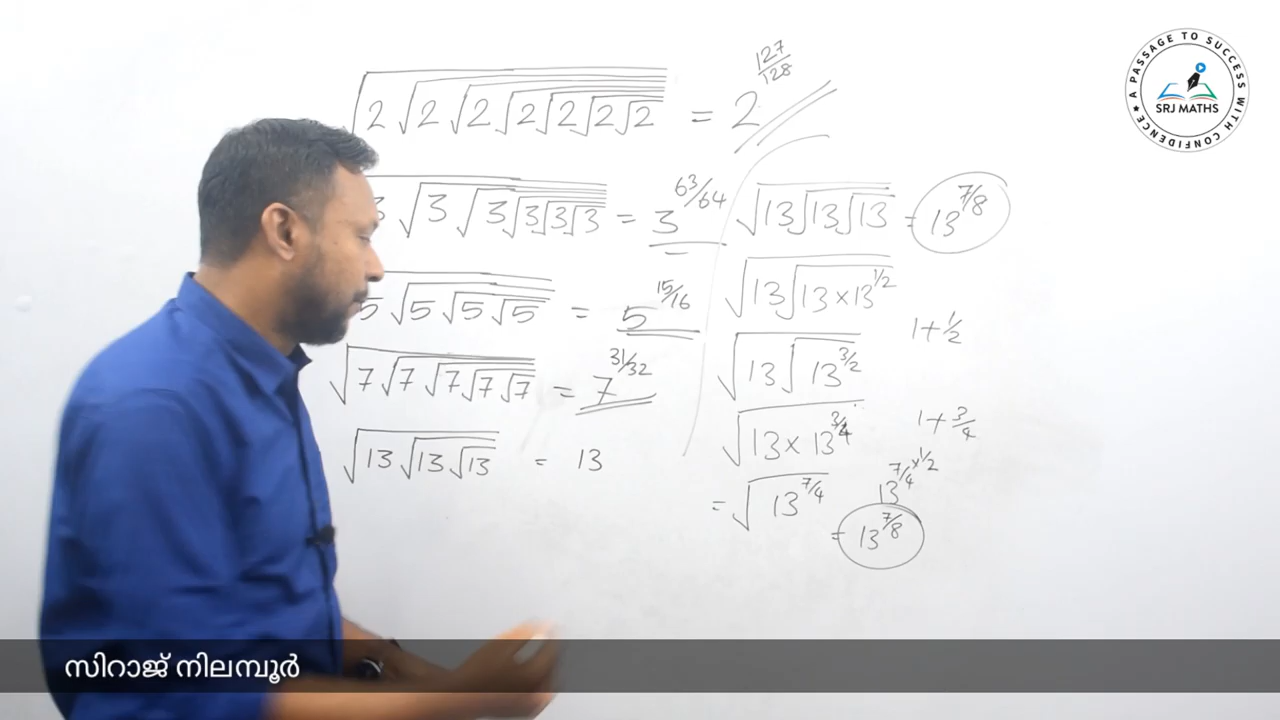 √2√2√2√2√2√2√2 = 2^127/128
√3√3√3√3√3√3 = 3^63/64
√5√5√5√5 = 5^15/16
√7√7√7√7√7 = 7^31/32
√13√13√13 = 13
√13√13√13 = 13^7/8
√13√13×13^1/2
1+1/2
√13√13^3/2
√13×13^3/4
1+3/4
=√13^7/4
13^7/4×1/2
= 13^7/8
A PASSAGE TO SUCCESS WITH CONFIDENCE
SRJ MATHS
സിറാജ് നിലമ്പൂർ